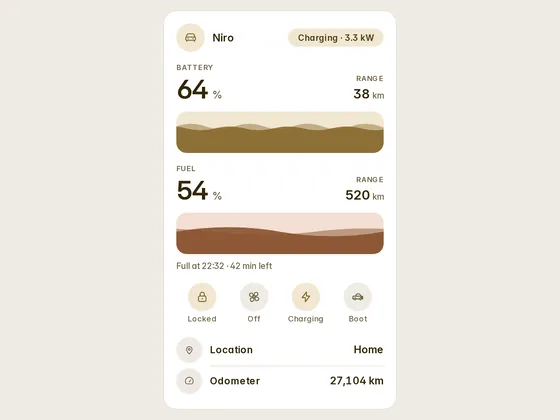 Niro
Charging · 3.3 kW
BATTERY
64 %
RANGE
38 km
FUEL
54 %
RANGE
520 km
Full at 22:32 · 42 min left
Locked
Off
Charging
Boot
Location
Home
Odometer
27,104 km